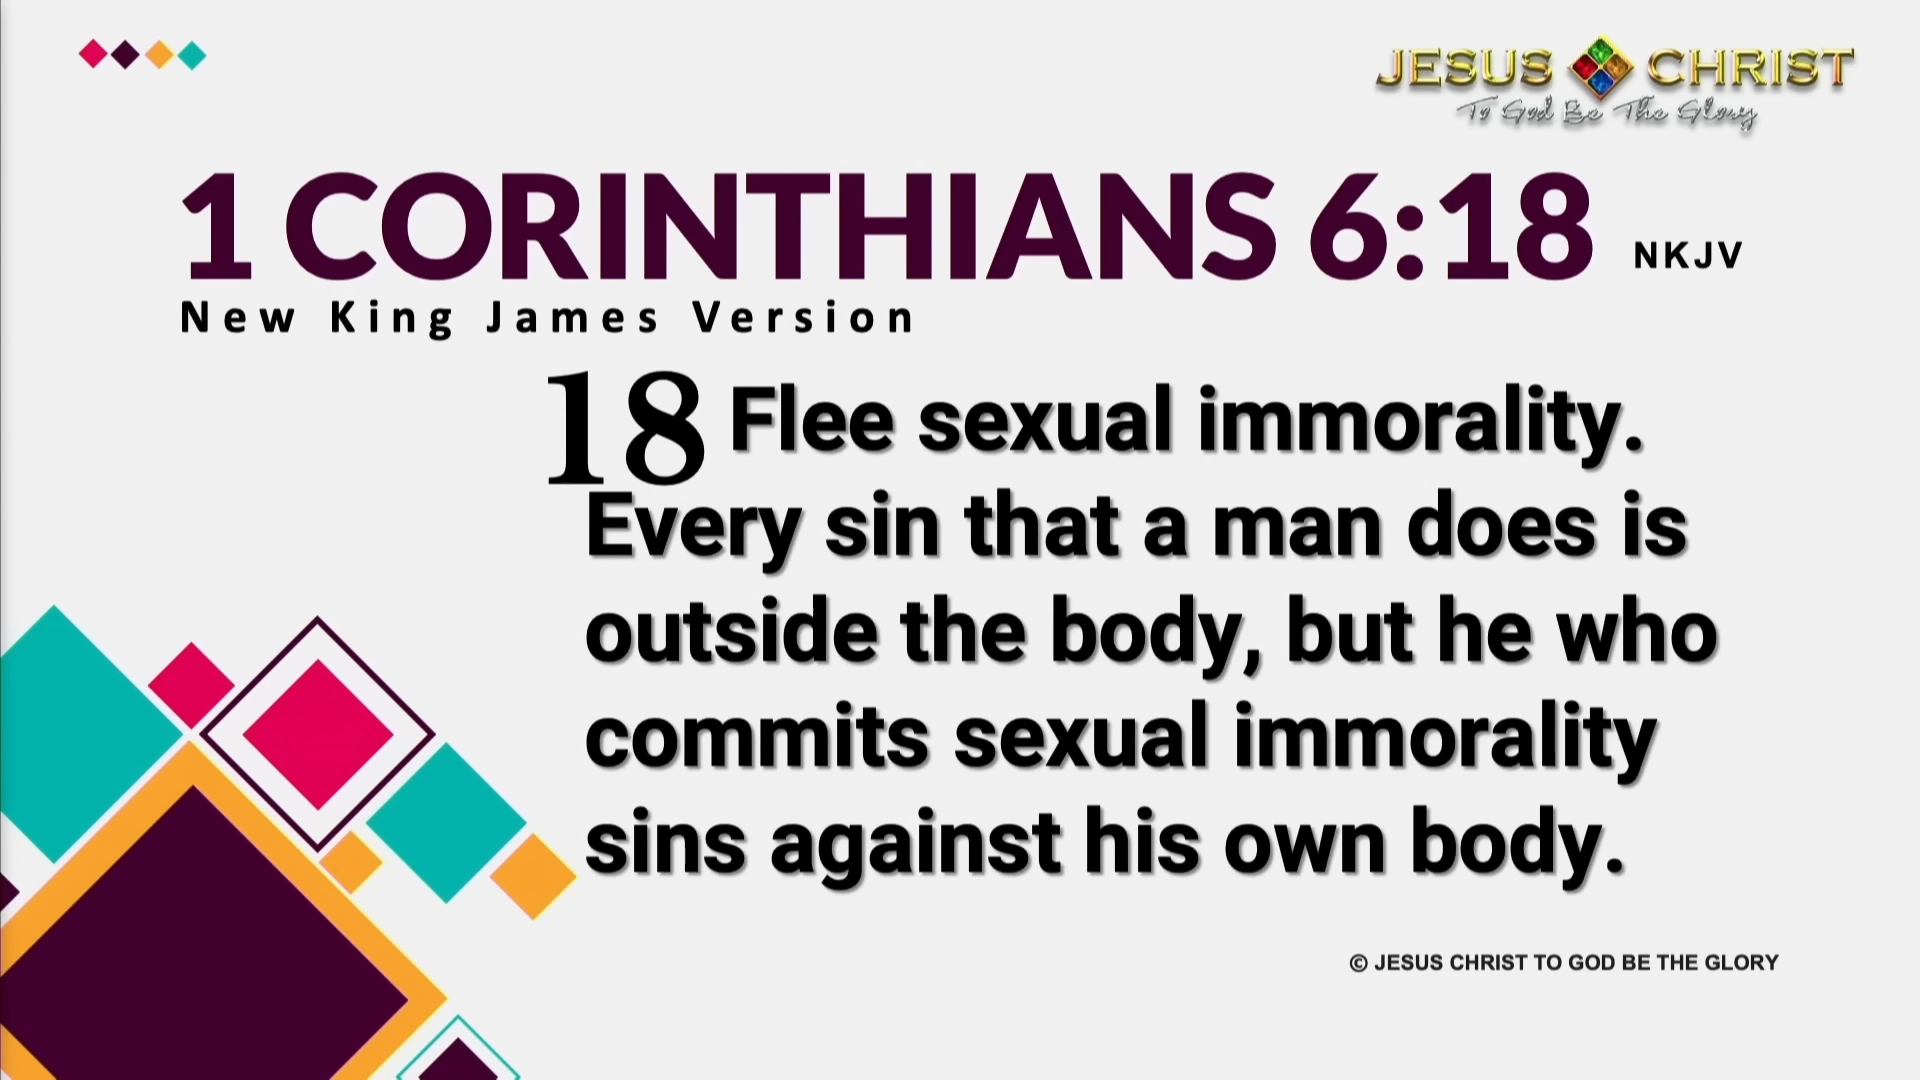 JESUS CHRIST
To God Be The Glory
1 CORINTHIANS 6:18 NKJV
New King James Version
18 Flee sexual immorality.
Every sin that a man does is
outside the body, but he who
commits sexual immorality
sins against his own body.
© JESUS CHRIST TO GOD BE THE GLORY